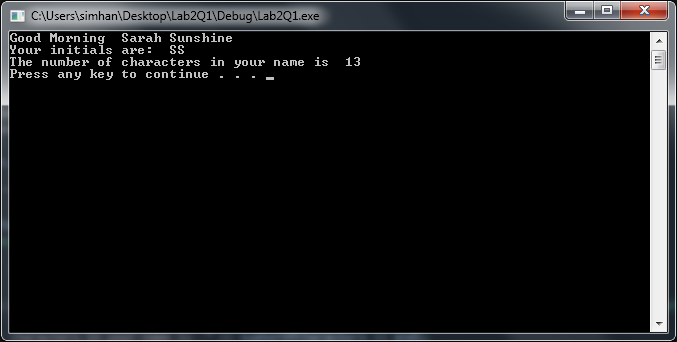 C:\Users\simhan\Desktop\Lab2Q1\Debug\Lab2Q1.exe
Good Morning  Sarah Sunshine
Your initials are:  SS
The number of characters in your name is  13
Press any key to continue . . . _